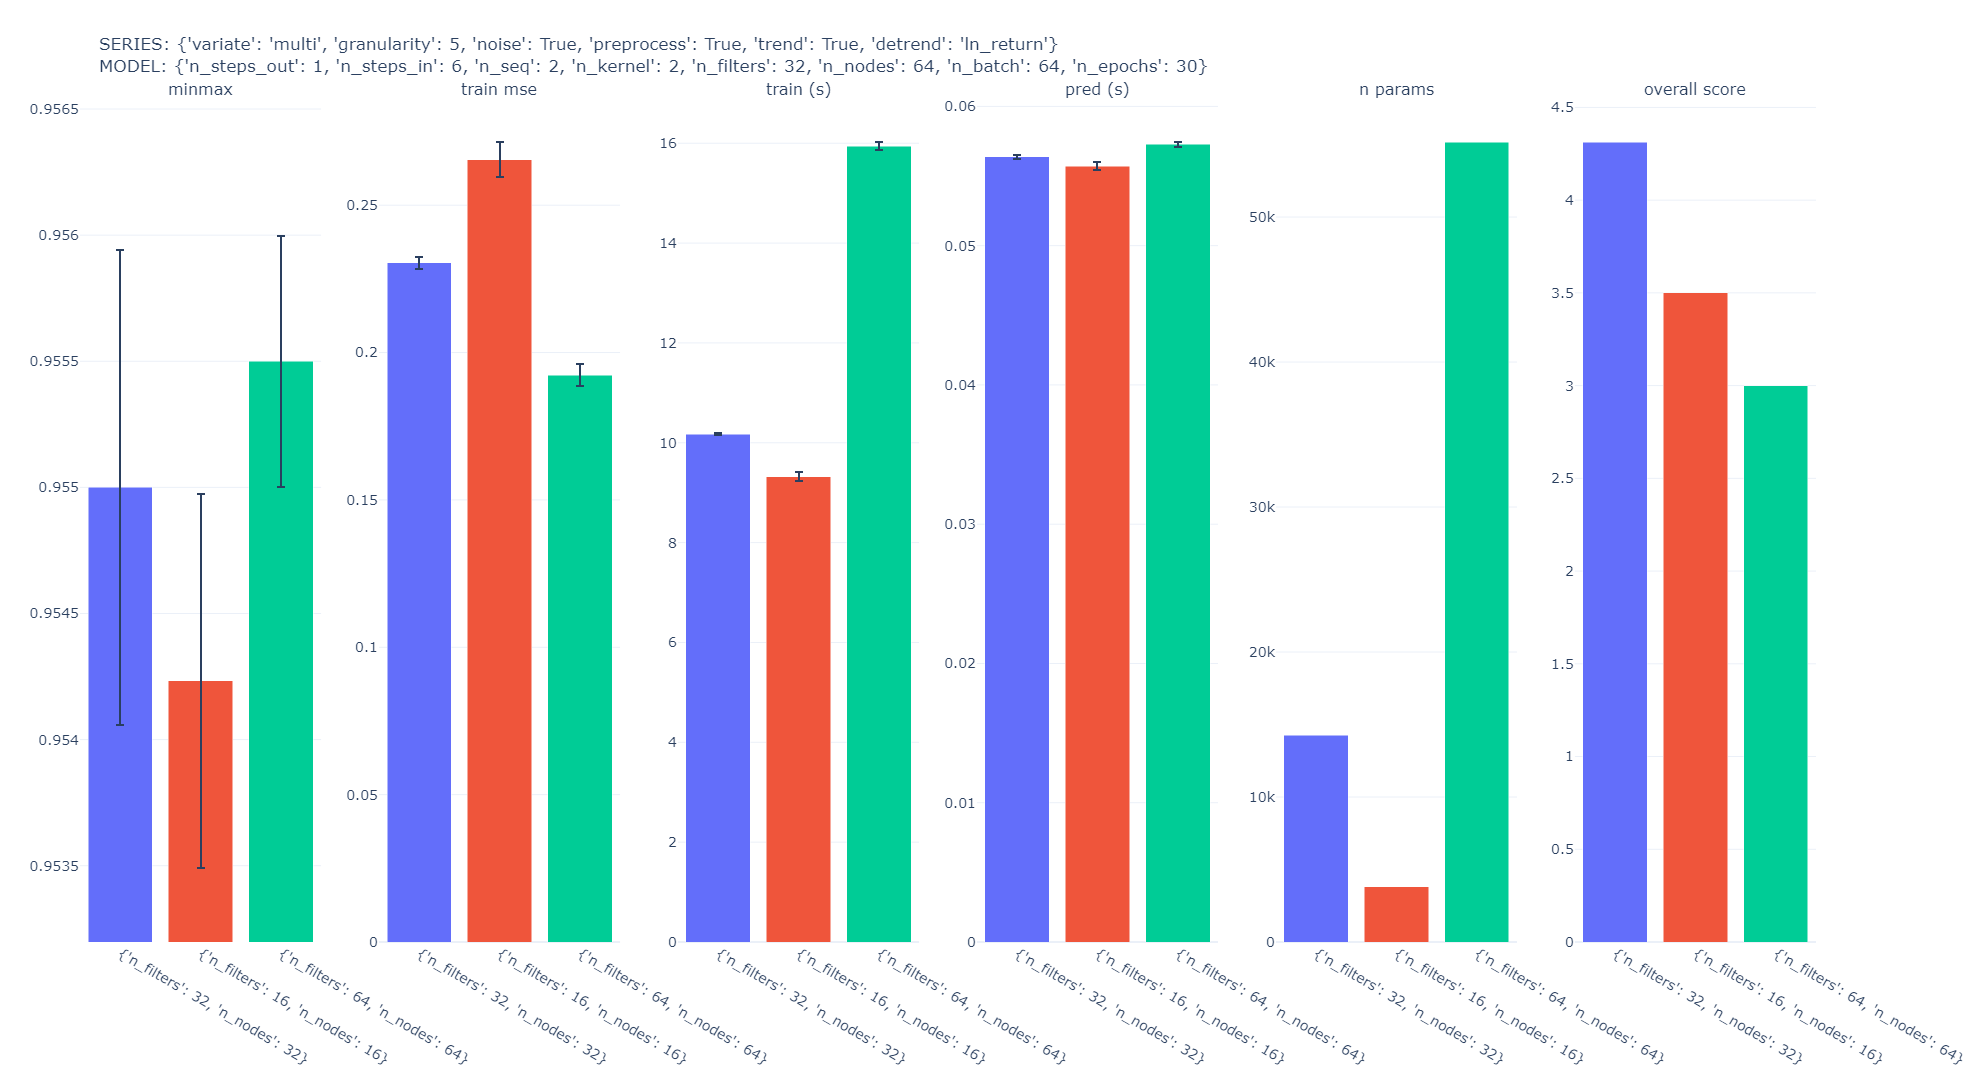 SERIES: {'variate': 'multi', 'granularity': 5, 'noise': True, 'preprocess': True, 'trend': True, 'detrend': 'ln_return'}
MODEL: {'n_steps_out': 1, 'n_steps_in': 6, 'n_seq': 2, 'n_kernel': 2, 'n_filters': 32, 'n_nodes': 64, 'n_batch': 64, 'n_epochs': 30}
minmax
0.9565
0.956
0.9555
0.955
0.9545
0.954
0.9535
{'n_filters': 32, 'n_nodes': 32}
{'n_filters': 16, 'n_nodes': 16}
{'n_filters': 64, 'n_nodes': 64}
train mse
0.25
0.2
0.15
0.1
0.05
0
{'n_filters': 32, 'n_nodes': 32}
{'n_filters': 16, 'n_nodes': 16}
{'n_filters': 64, 'n_nodes': 64}
train (s)
16
14
12
10
8
6
4
2
0
{'n_filters': 32, 'n_nodes': 32}
{'n_filters': 16, 'n_nodes': 16}
{'n_filters': 64, 'n_nodes': 64}
pred (s)
0.06
0.05
0.04
0.03
0.02
0.01
0
{'n_filters': 32, 'n_nodes': 32}
{'n_filters': 16, 'n_nodes': 16}
{'n_filters': 64, 'n_nodes': 64}
n params
50k
40k
30k
20k
10k
0
{'n_filters': 32, 'n_nodes': 32}
{'n_filters': 16, 'n_nodes': 16}
{'n_filters': 64, 'n_nodes': 64}
overall score
4.5
4
3.5
3
2.5
2
1.5
1
0.5
0
{'n_filters': 32, 'n_nodes': 32}
{'n_filters': 16, 'n_nodes': 16}
{'n_filters': 64, 'n_nodes': 64}